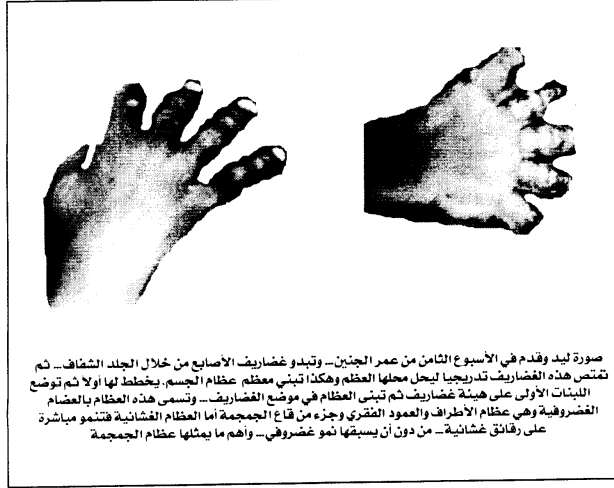 صورة ليد وقدم في الأسبوع الثامن من عمر الجنين... وتبدو غضاريف الأصابع من خلال الجلد الشفاف... ثم
تمتص هذه الغضاريف تدريجيا ليحل محلها العظم وهكذا تبني معظم عظام الجسم. يخطط لها أولا ثم توضع
اللبنات الأولى على هيئة غضاريف ثم تبنى العظام في موضع الغضاريف... وتسمى هذه العظام بالعضام
الغضروفية وهي عظام الأطراف والعمود الفقري وجزء من قاع الجمجمة أما العظام الغشائية فتنمو مباشرة
على رقائق غشائية... من دون أن يسبقها نمو غضروفي... وأهم ما يمثلها عظام الجمجمة